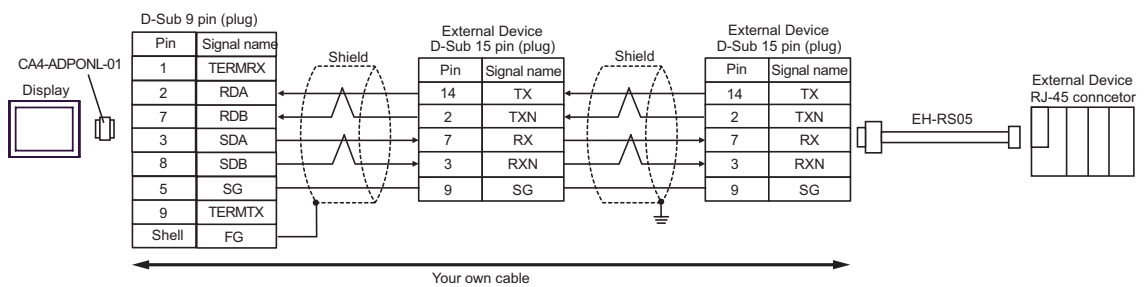 D-Sub 9 pin (plug)
Pin Signal name
1 TERMRX
2 RDA
7 RDB
3 SDA
8 SDB
5 SG
9 TERMTX
Shell FG
CA4-ADPONL-01
Display
Shield
External Device
D-Sub 15 pin (plug)
Pin Signal name
14 TX
2 TXN
7 RX
3 RXN
9 SG
Shield
External Device
D-Sub 15 pin (plug)
Pin Signal name
14 TX
2 TXN
7 RX
3 RXN
9 SG
EH-RS05
External Device
RJ-45 conncetor
Your own cable